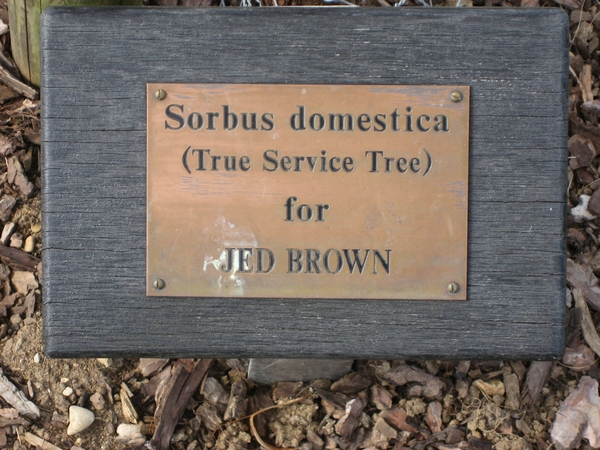 Sorbus domestica
(True Service Tree)
for
JED BROWN